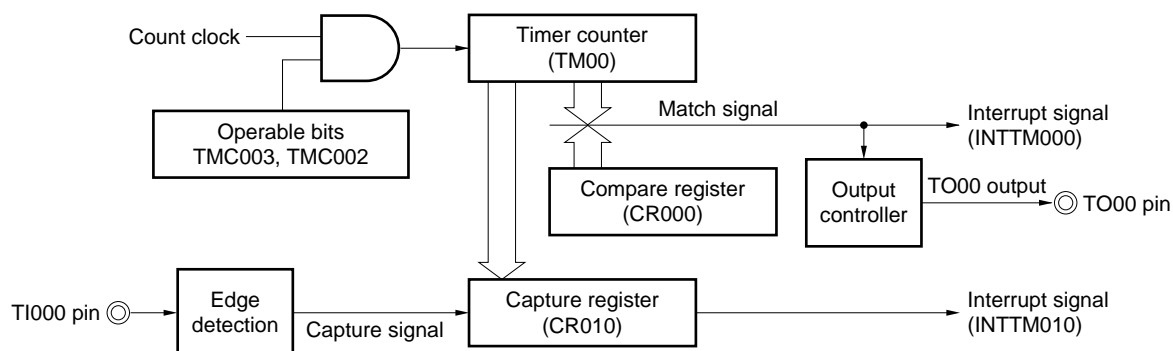 Count clock
Timer counter
(TM00)
Operable bits
TMC003, TMC002
Match signal
Interrupt signal
(INTTM000)
Compare register
(CR000)
Output
controller
TO00 output
TO00 pin
TI000 pin
Edge
detection
Capture signal
Capture register
(CR010)
Interrupt signal
(INTTM010)